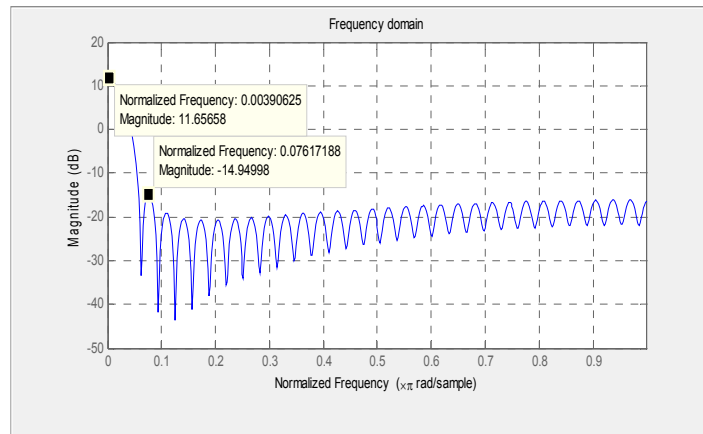 Frequency domain
20
10
0
-10
-20
-30
-40
-50
Magnitude (dB)
Normalized Frequency: 0.00390625
Magnitude: 11.65658
Normalized Frequency: 0.07617188
Magnitude: -14.94998
0 0.1 0.2 0.3 0.4 0.5 0.6 0.7 0.8 0.9
Normalized Frequency (×π rad/sample)